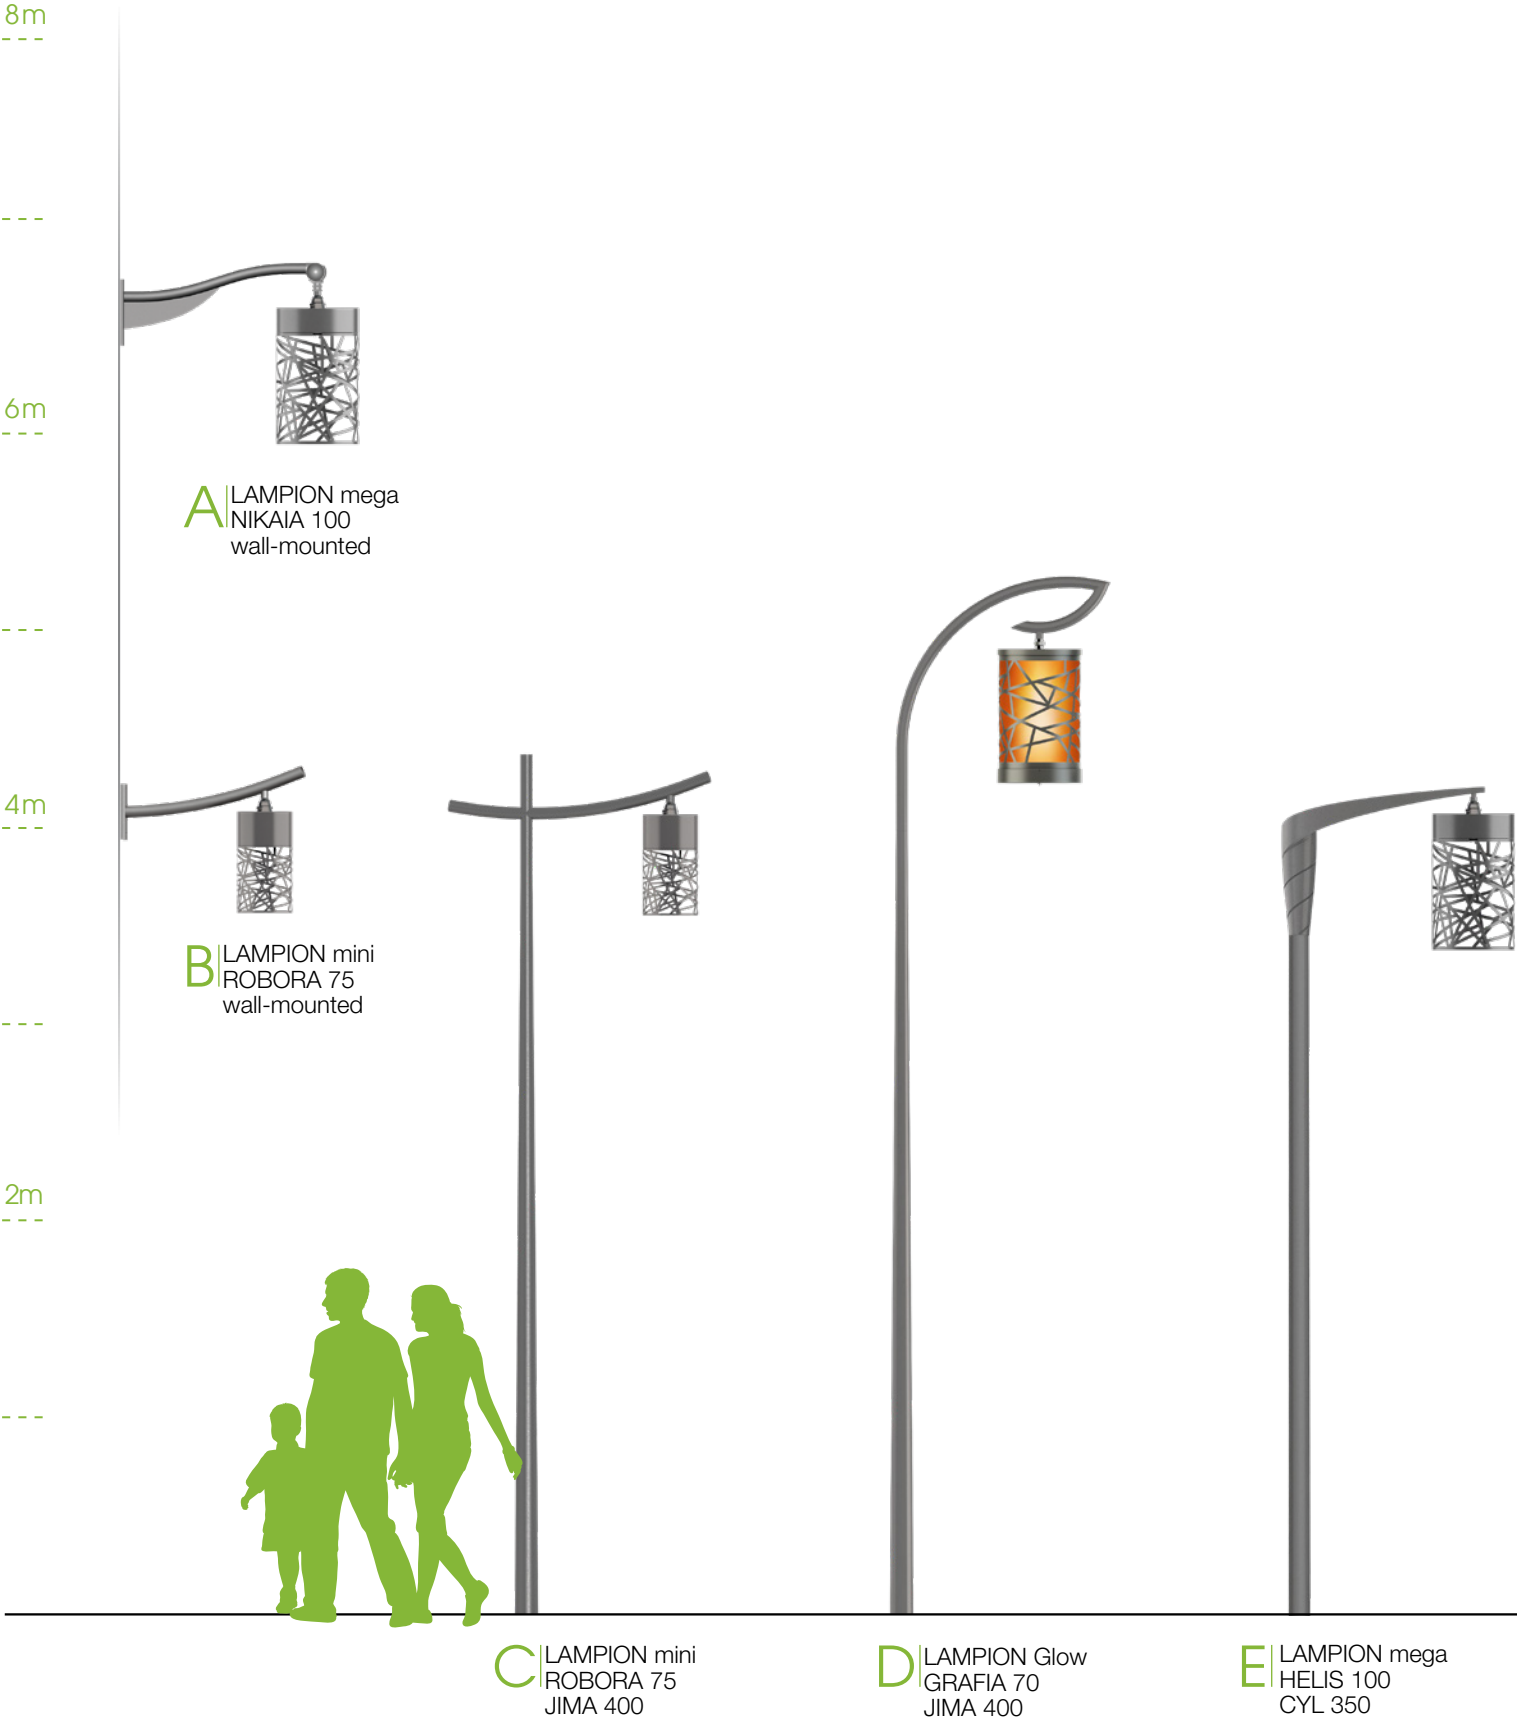 8m
6m
A LAMPION mega
NIKAIA 100
wall-mounted
4m
B LAMPION mini
ROBORA 75
wall-mounted
2m
C LAMPION mini
ROBORA 75
JIMA 400
D LAMPION Glow
GRAFIA 70
JIMA 400
E LAMPION mega
HELIS 100
CYL 350